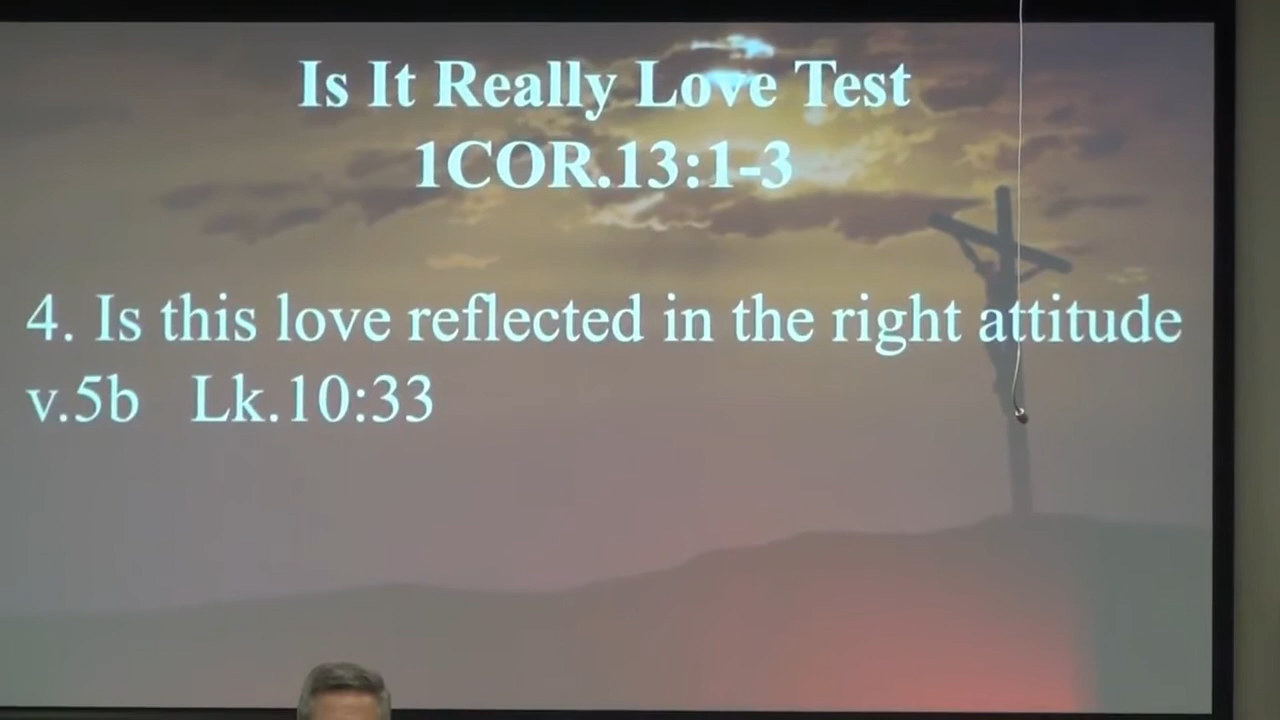 Is It Really Love Test
1COR.13:1-3
4. Is this love reflected in the right attitude
v.5b Lk.10:33